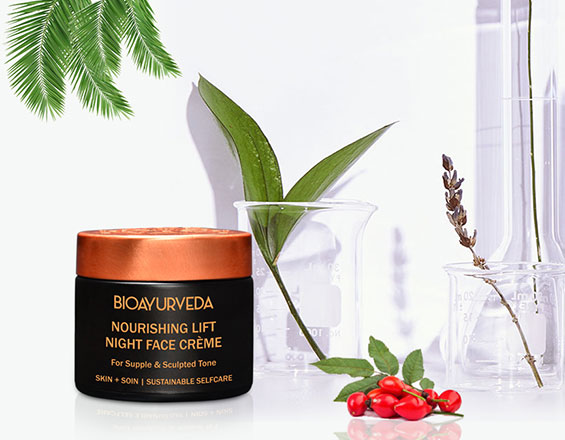 BIOAYURVEDA
NOURISHING LIFT
NIGHT FACE CRÈME
For Supple & Sculpted Tone
SKIN + SOIN | SUSTAINABLE SELFCARE